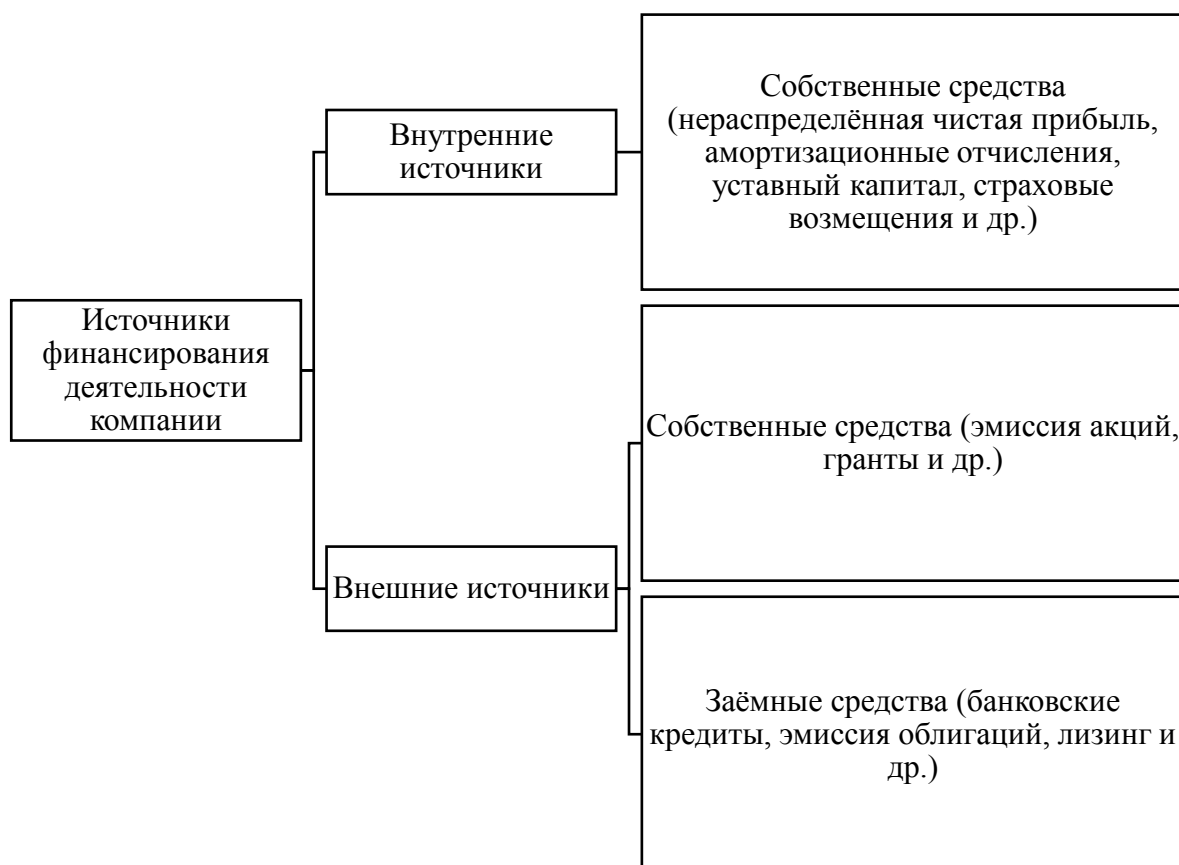 Источники
финансирования
деятельности
компании
Внутренние
источники
Собственные средства
(нераспределённая чистая прибыль,
амортизационные отчисления,
уставный капитал, страховые
возмещения и др.)
Внешние источники
Собственные средства (эмиссия акций,
гранты и др.)
Заёмные средства (банковские
кредиты, эмиссия облигаций, лизинг и
др.)